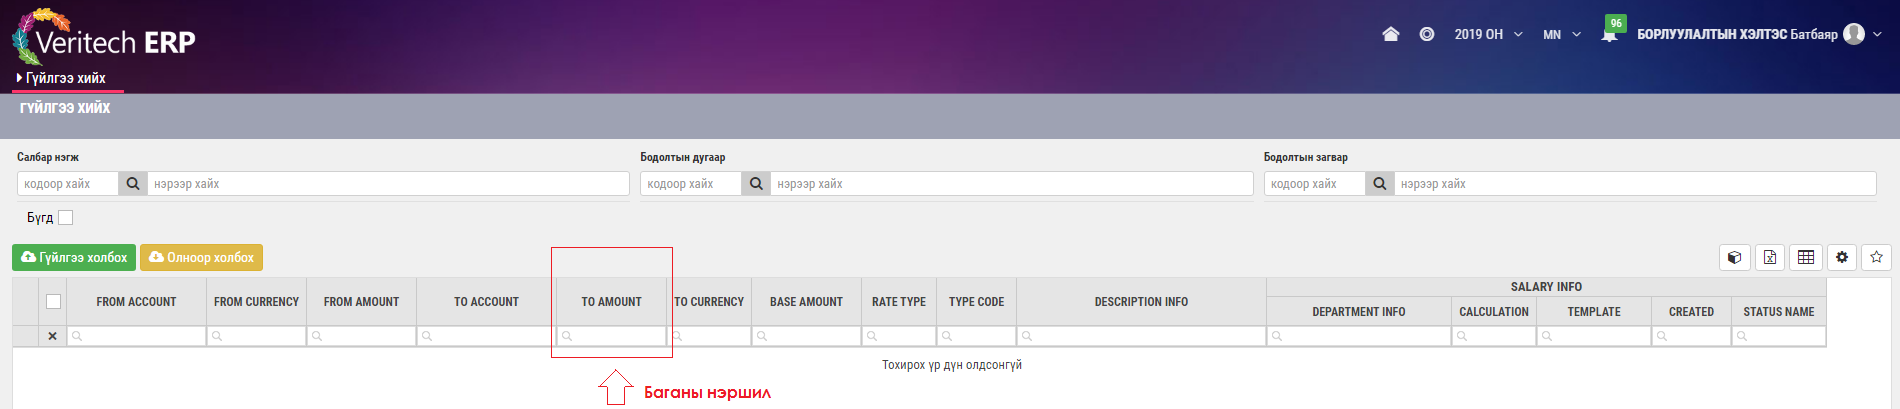 Veritech ERP
2019 ОН
MN
96
БОРЛУУЛАЛТЫН ХЭЛТЭС Батбаяр
Гүйлгээ хийх
ГҮЙЛГЭЭ ХИЙХ
Салбар нэгж
Бодолтын дугаар
Бодолтын загвар
кодоор хайх
нэрээр хайх
кодоор хайх
нэрээр хайх
кодоор хайх
нэрээр хайх
Бүгд
Гүйлгээ холбох
Олноор холбох
SALARY INFO
FROM ACCOUNT
FROM CURRENCY
FROM AMOUNT
TO ACCOUNT
TO AMOUNT
TO CURRENCY
BASE AMOUNT
RATE TYPE
TYPE CODE
DESCRIPTION INFO
DEPARTMENT INFO
CALCULATION
TEMPLATE
CREATED
STATUS NAME
Тохирох үр дүн олдсонгүй
Баганы нэршил